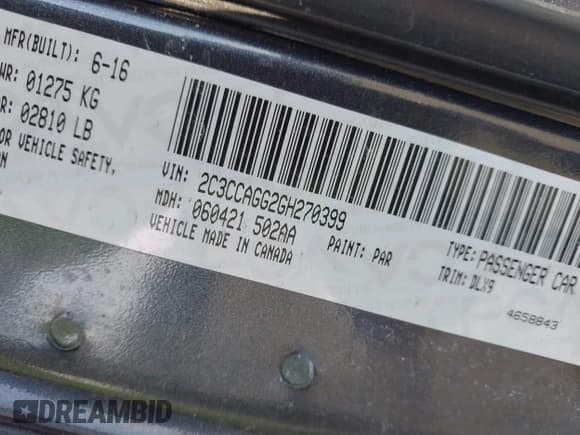 MFR(BUILT): 6-16
WR: 01275 KG
R: 02810 LB
OR VEHICLE SAFETY,
VIN: 2C3CCAGG2GH270399
MDH: 060421 502AA
VEHICLE MADE IN CANADA
PAINT: PAR
TYPE: PASSENGER CAR
TRIM: DLX9
4658843
DREAMBID